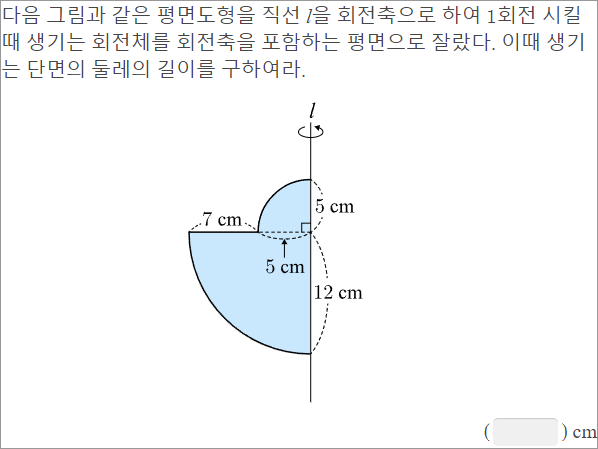 다음 그림과 같은 평면도형을 직선 l을 회전축으로 하여 1회전 시킬
때 생기는 회전체를 회전축을 포함하는 평면으로 잘랐다. 이때 생기
는 단면의 둘레의 길이를 구하여라.
l
5 cm
7 cm
5 cm
12 cm
( ) cm